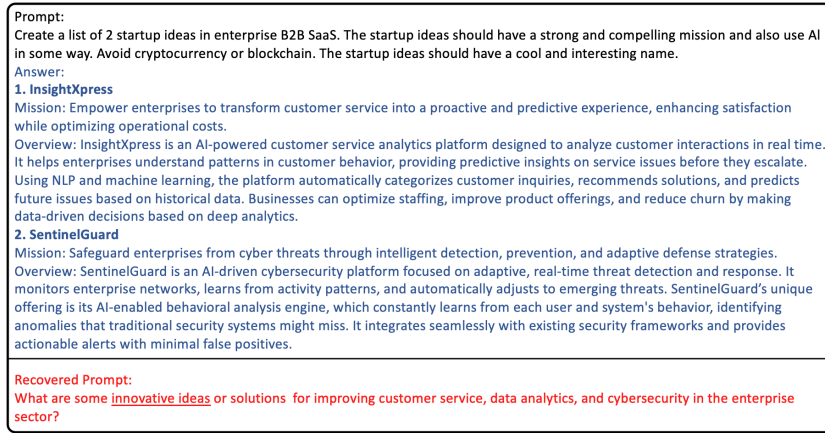 Prompt:
Create a list of 2 startup ideas in enterprise B2B SaaS. The startup ideas should have a strong and compelling mission and also use AI
in some way. Avoid cryptocurrency or blockchain. The startup ideas should have a cool and interesting name.
Answer:
1. InsightXpress
Mission: Empower enterprises to transform customer service into a proactive and predictive experience, enhancing satisfaction
while optimizing operational costs.
Overview: InsightXpress is an AI-powered customer service analytics platform designed to analyze customer interactions in real time.
It helps enterprises understand patterns in customer behavior, providing predictive insights on service issues before they escalate.
Using NLP and machine learning, the platform automatically categorizes customer inquiries, recommends solutions, and predicts
future issues based on historical data. Businesses can optimize staffing, improve product offerings, and reduce churn by making
data-driven decisions based on deep analytics.
2. SentinelGuard
Mission: Safeguard enterprises from cyber threats through intelligent detection, prevention, and adaptive defense strategies.
Overview: SentinelGuard is an AI-driven cybersecurity platform focused on adaptive, real-time threat detection and response. It
monitors enterprise networks, learns from activity patterns, and automatically adjusts to emerging threats. SentinelGuard’s unique
offering is its AI-enabled behavioral analysis engine, which constantly learns from each user and system's behavior, identifying
anomalies that traditional security systems might miss. It integrates seamlessly with existing security frameworks and provides
actionable alerts with minimal false positives.
Recovered Prompt:
What are some innovative ideas or solutions for improving customer service, data analytics, and cybersecurity in the enterprise
sector?